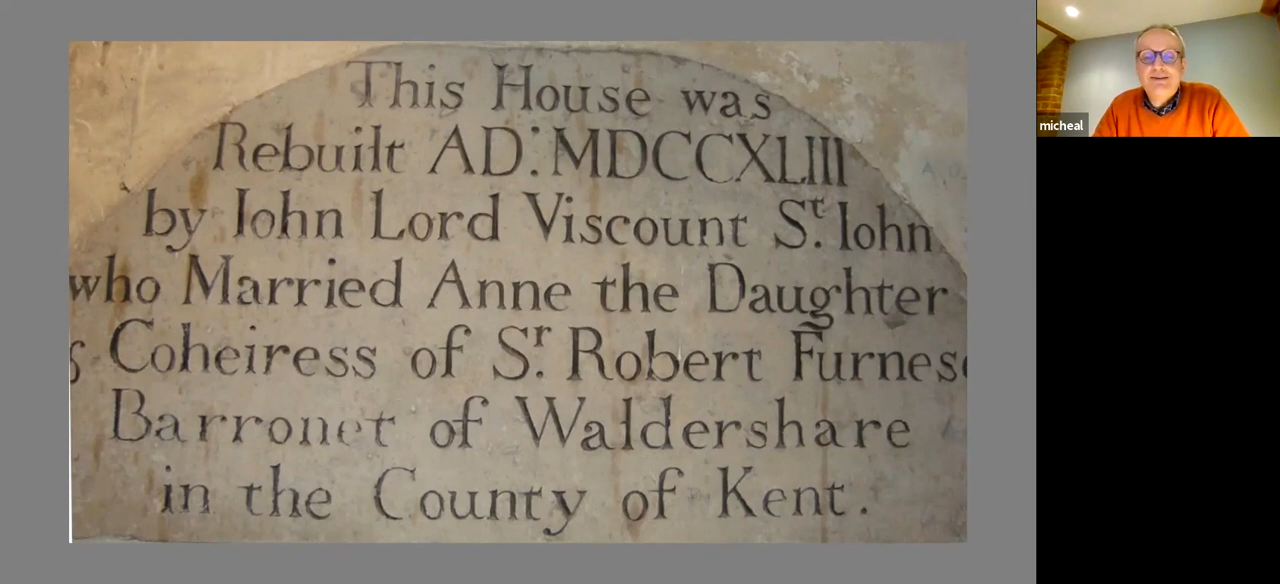 This House was
Rebuilt AD: MDCCXLIII
by Iohn Lord Viscount St. Iohn
who Married Anne the Daughter
& Coheiress of Sr. Robert Furnese
Barronet of Waldershare
in the County of Kent.
micheal